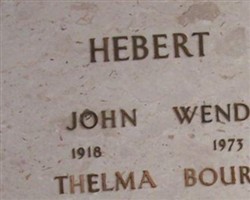 HEBERT
JOHN WEND
1918 1973
THELMA BOUR